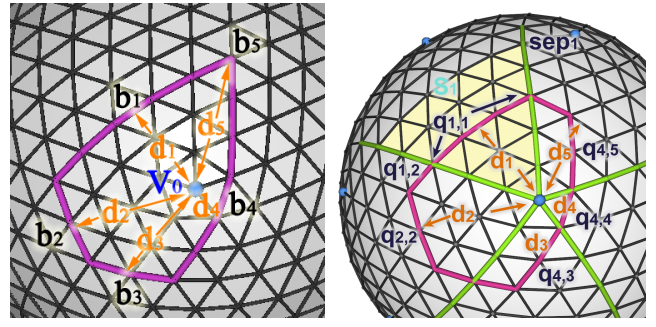 b5
b1
d5
d1
V0
d2
d4
b4
b2
d3
b3
sep1
S1
q1,1
d1
d5
q4,5
q1,2
d2
d4
q4,4
q2,2
d3
q4,3